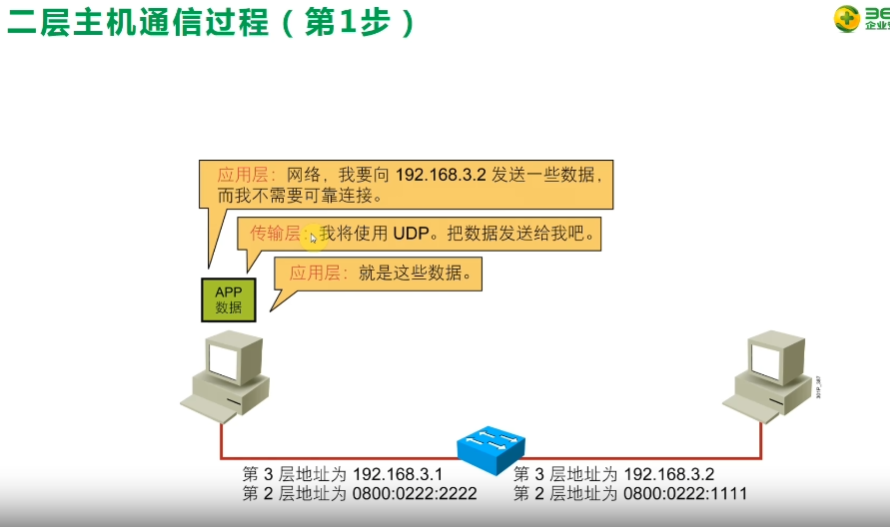 二层主机通信过程（第1步）
36
企业安
应用层：网络，我要向 192.168.3.2 发送一些数据，
而我不需要可靠连接。
传输层：我将使用 UDP。把数据发送给我吧。
应用层：就是这些数据。
APP
数据
第 3 层地址为 192.168.3.1
第 2 层地址为 0800:0222:2222
第 3 层地址为 192.168.3.2
第 2 层地址为 0800:0222:1111